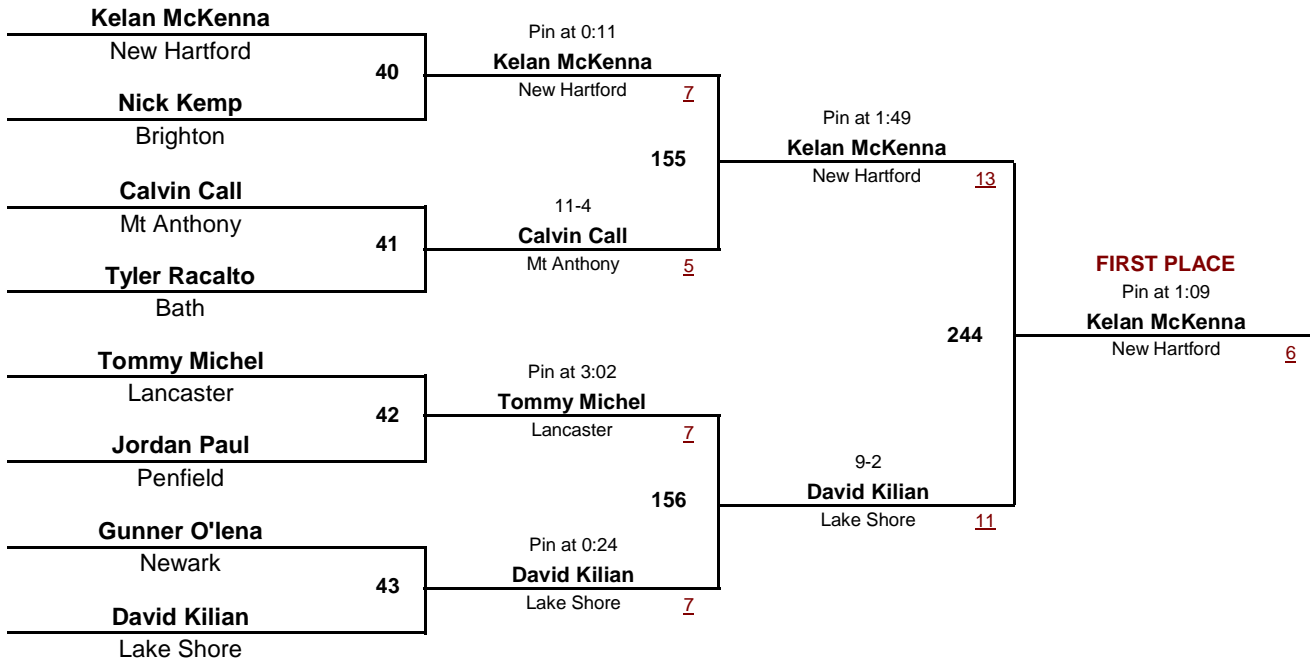 Kelan McKenna
New Hartford
40
Nick Kemp
Brighton
Calvin Call
Mt Anthony
41
Tyler Racalto
Bath
Tommy Michel
Lancaster
42
Jordan Paul
Penfield
Gunner O'lena
Newark
43
David Kilian
Lake Shore
Pin at 0:11
Kelan McKenna
New Hartford 7
155
11-4
Calvin Call
Mt Anthony 5
Pin at 3:02
Tommy Michel
Lancaster 7
156
Pin at 0:24
David Kilian
Lake Shore 7
Pin at 1:49
Kelan McKenna
New Hartford 13
244
9-2
David Kilian
Lake Shore 11
FIRST PLACE
Pin at 1:09
Kelan McKenna
New Hartford 6